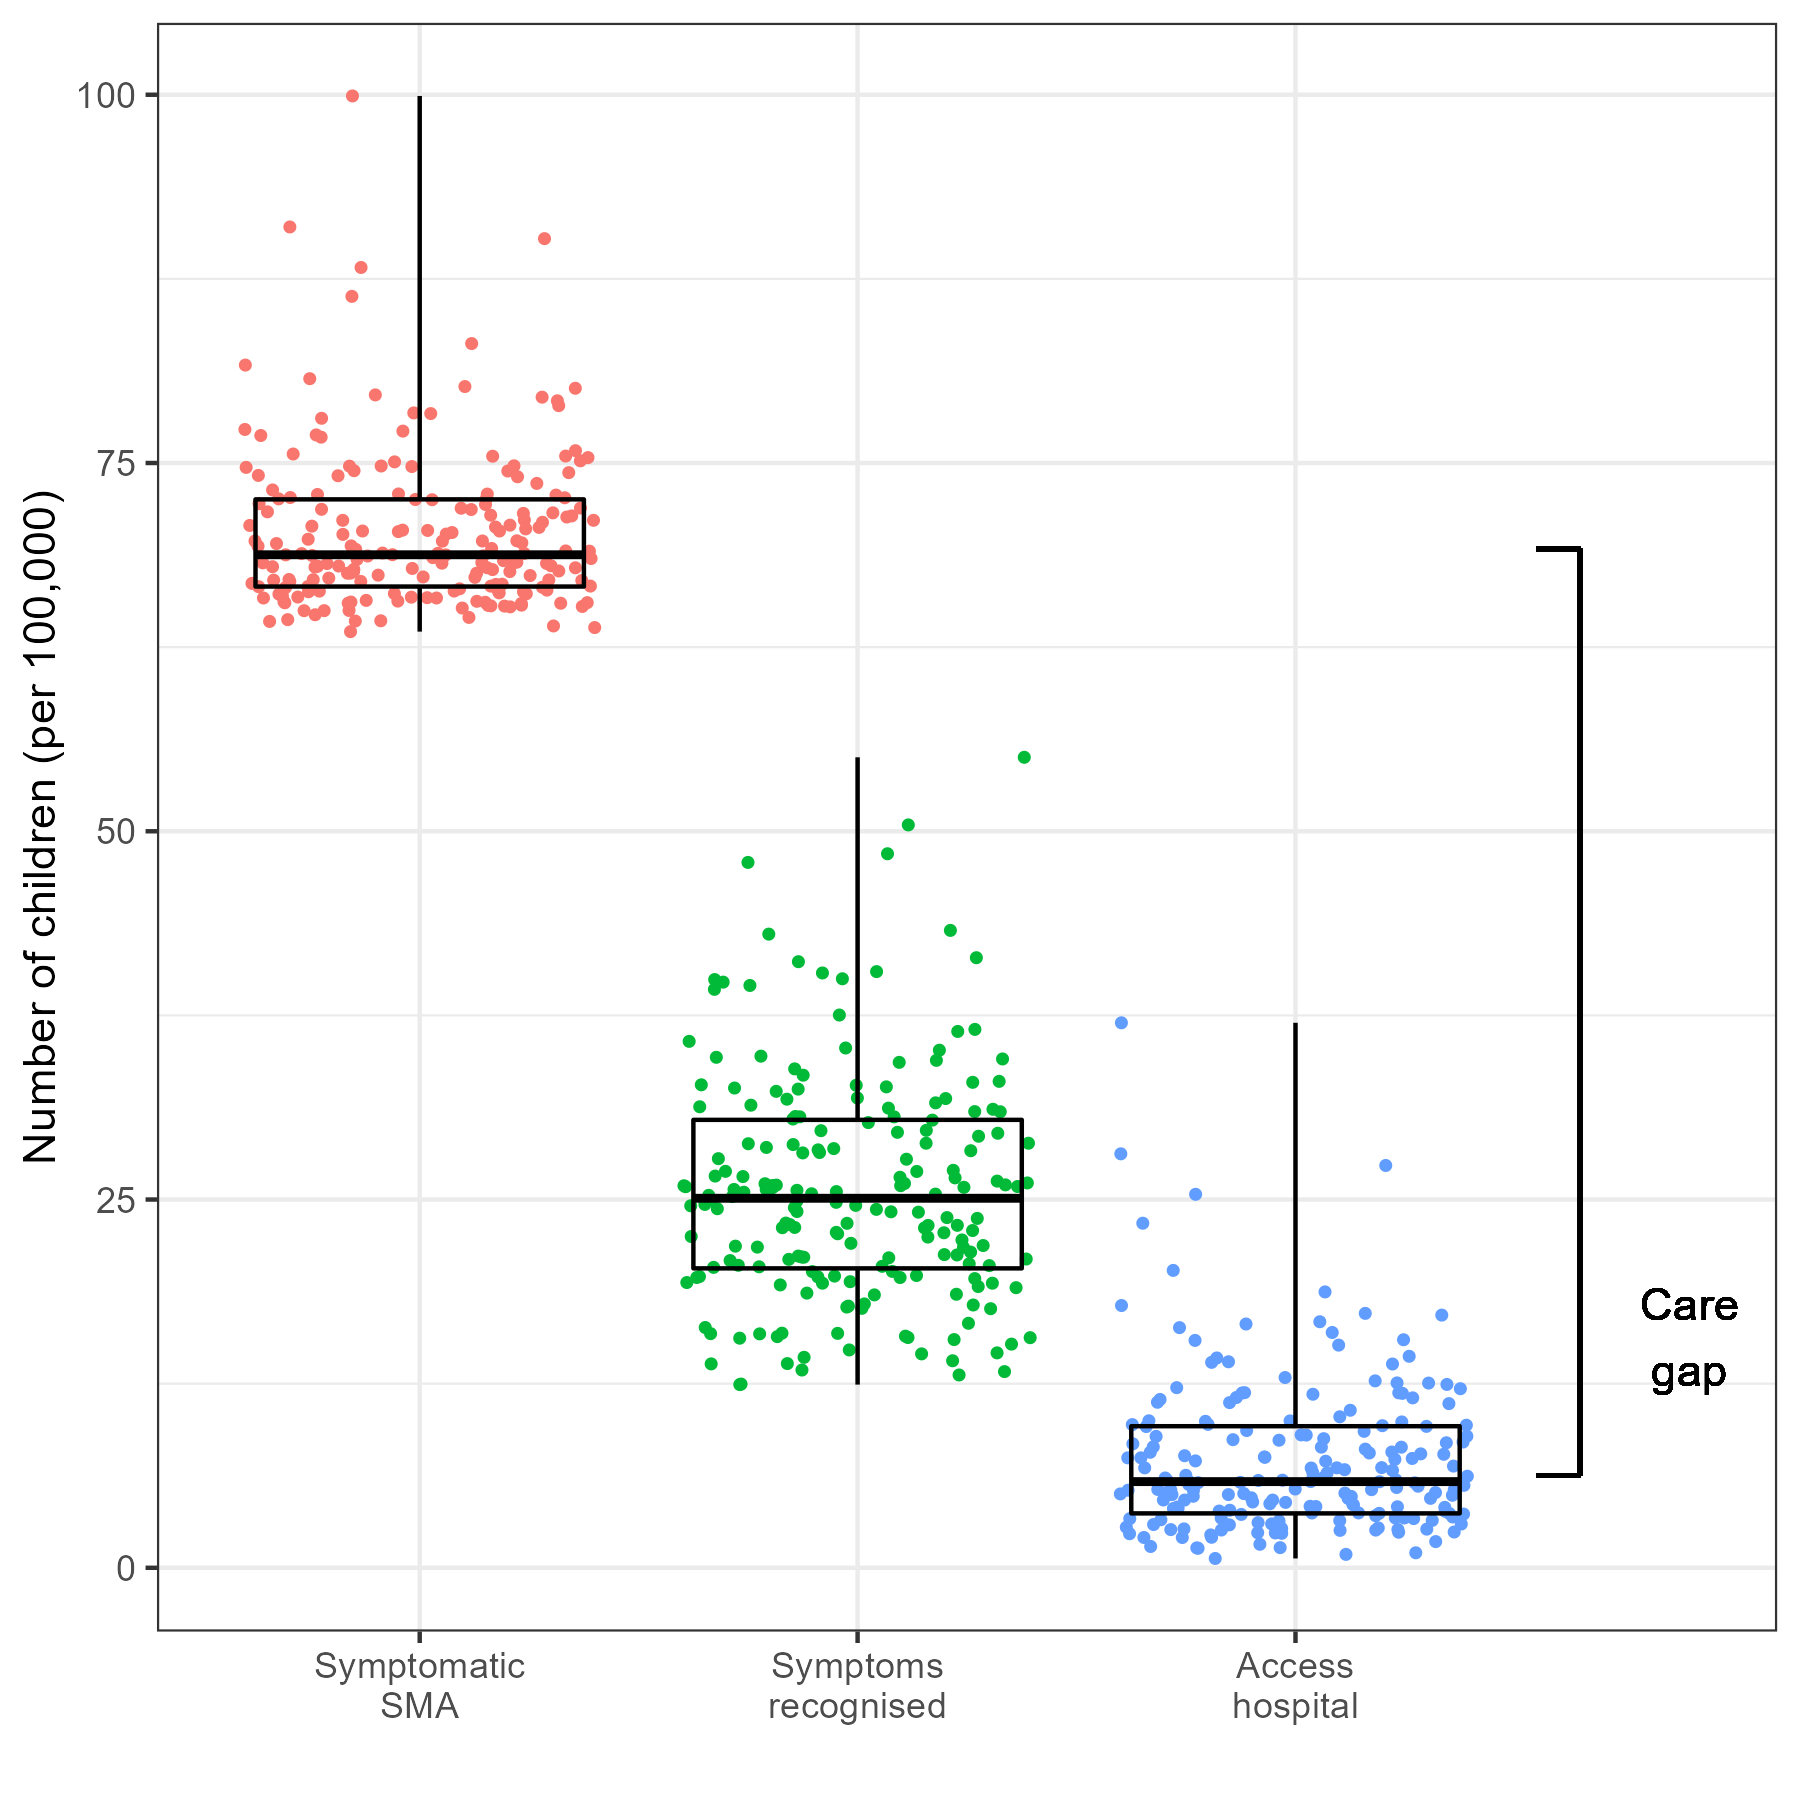 Number of children (per 100,000)
100
75
50
25
0
Symptomatic
SMA
Symptoms
recognised
Access
hospital
Care
gap